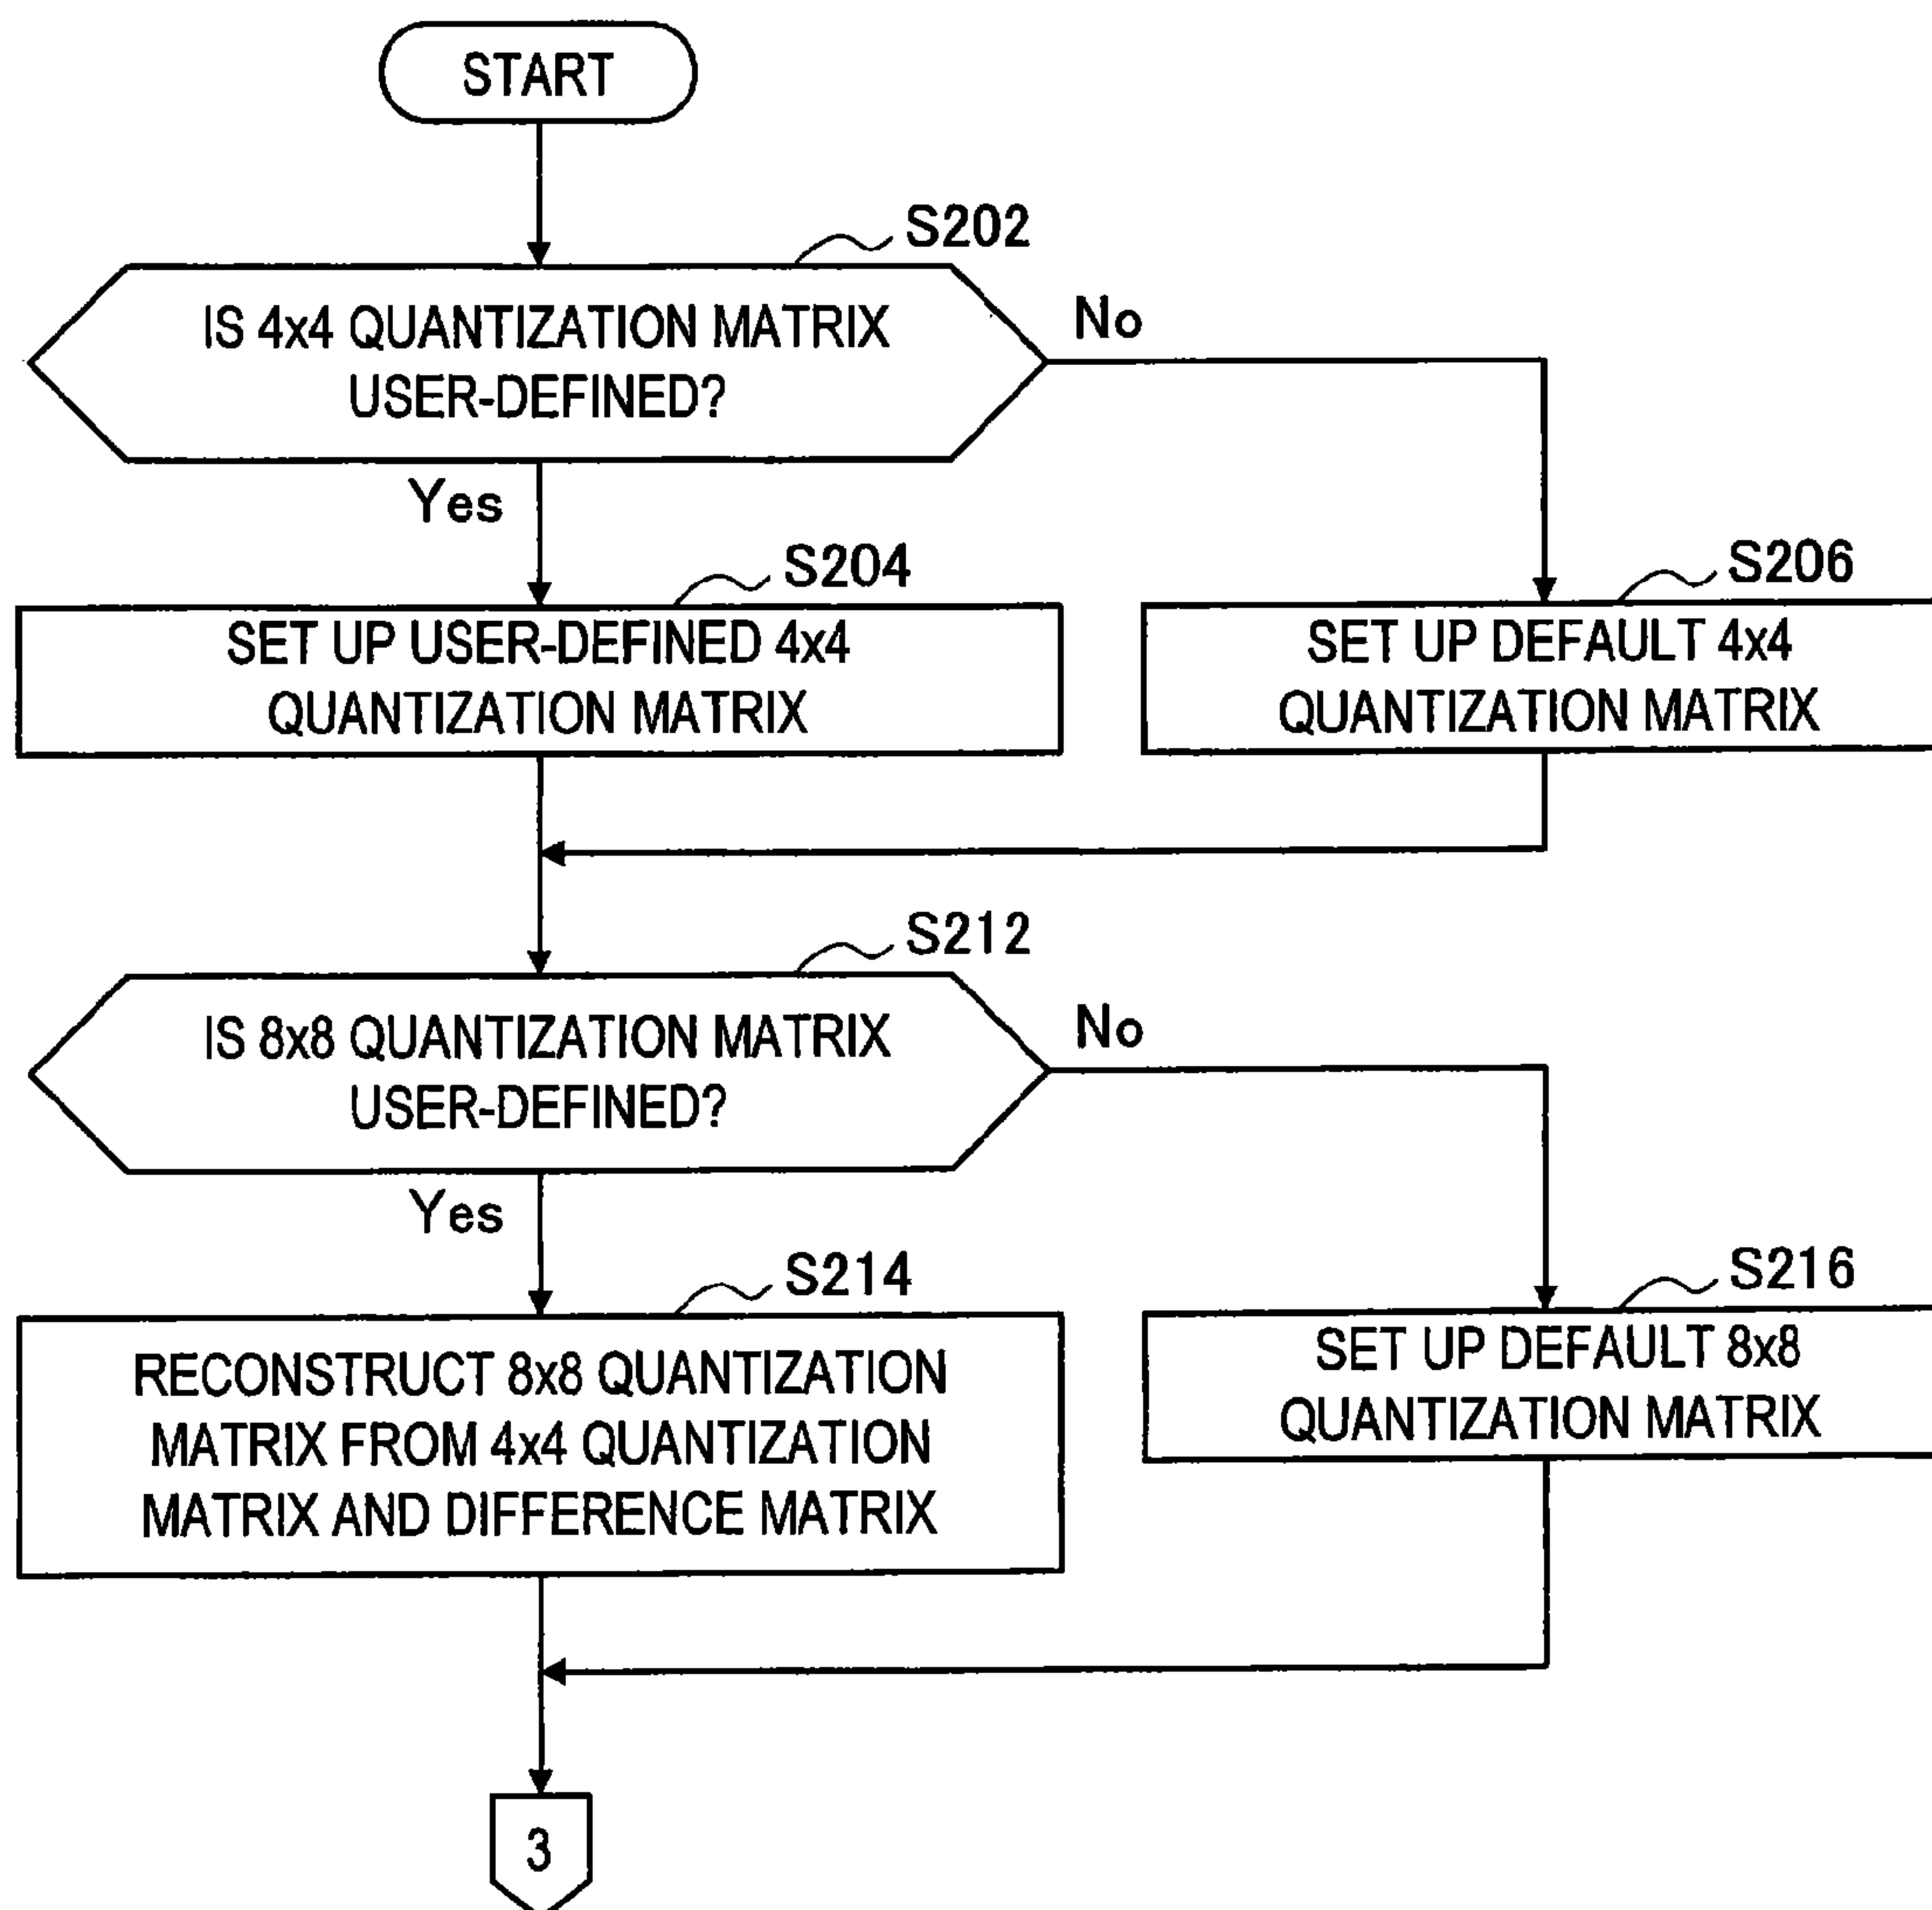 START
S202
IS 4x4 QUANTIZATION MATRIX
USER-DEFINED?
No
Yes
S204
SET UP USER-DEFINED 4x4
QUANTIZATION MATRIX
S206
SET UP DEFAULT 4x4
QUANTIZATION MATRIX
S212
IS 8x8 QUANTIZATION MATRIX
USER-DEFINED?
No
Yes
S214
RECONSTRUCT 8x8 QUANTIZATION
MATRIX FROM 4x4 QUANTIZATION
MATRIX AND DIFFERENCE MATRIX
S216
SET UP DEFAULT 8x8
QUANTIZATION MATRIX
3